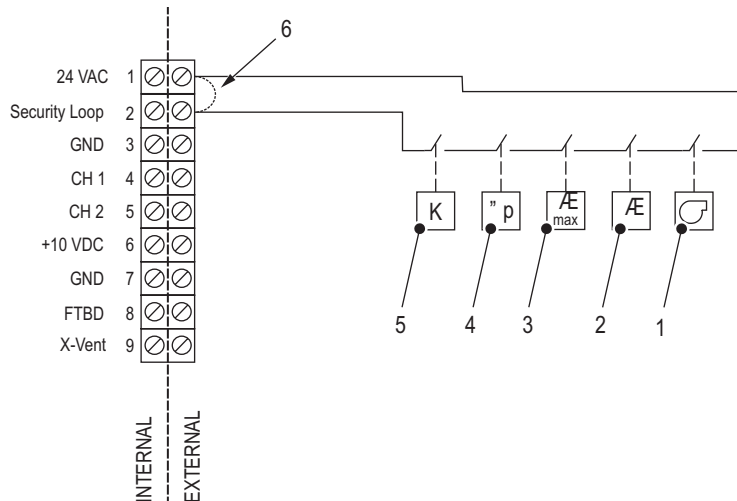 6
24 VAC 1
Security Loop 2
GND 3
CH 1 4
CH 2 5
+10 VDC 6
GND 7
FTBD 8
X-Vent 9
K
” p
Æ max
Æ
5 4 3 2 1
INTERNAL
EXTERNAL